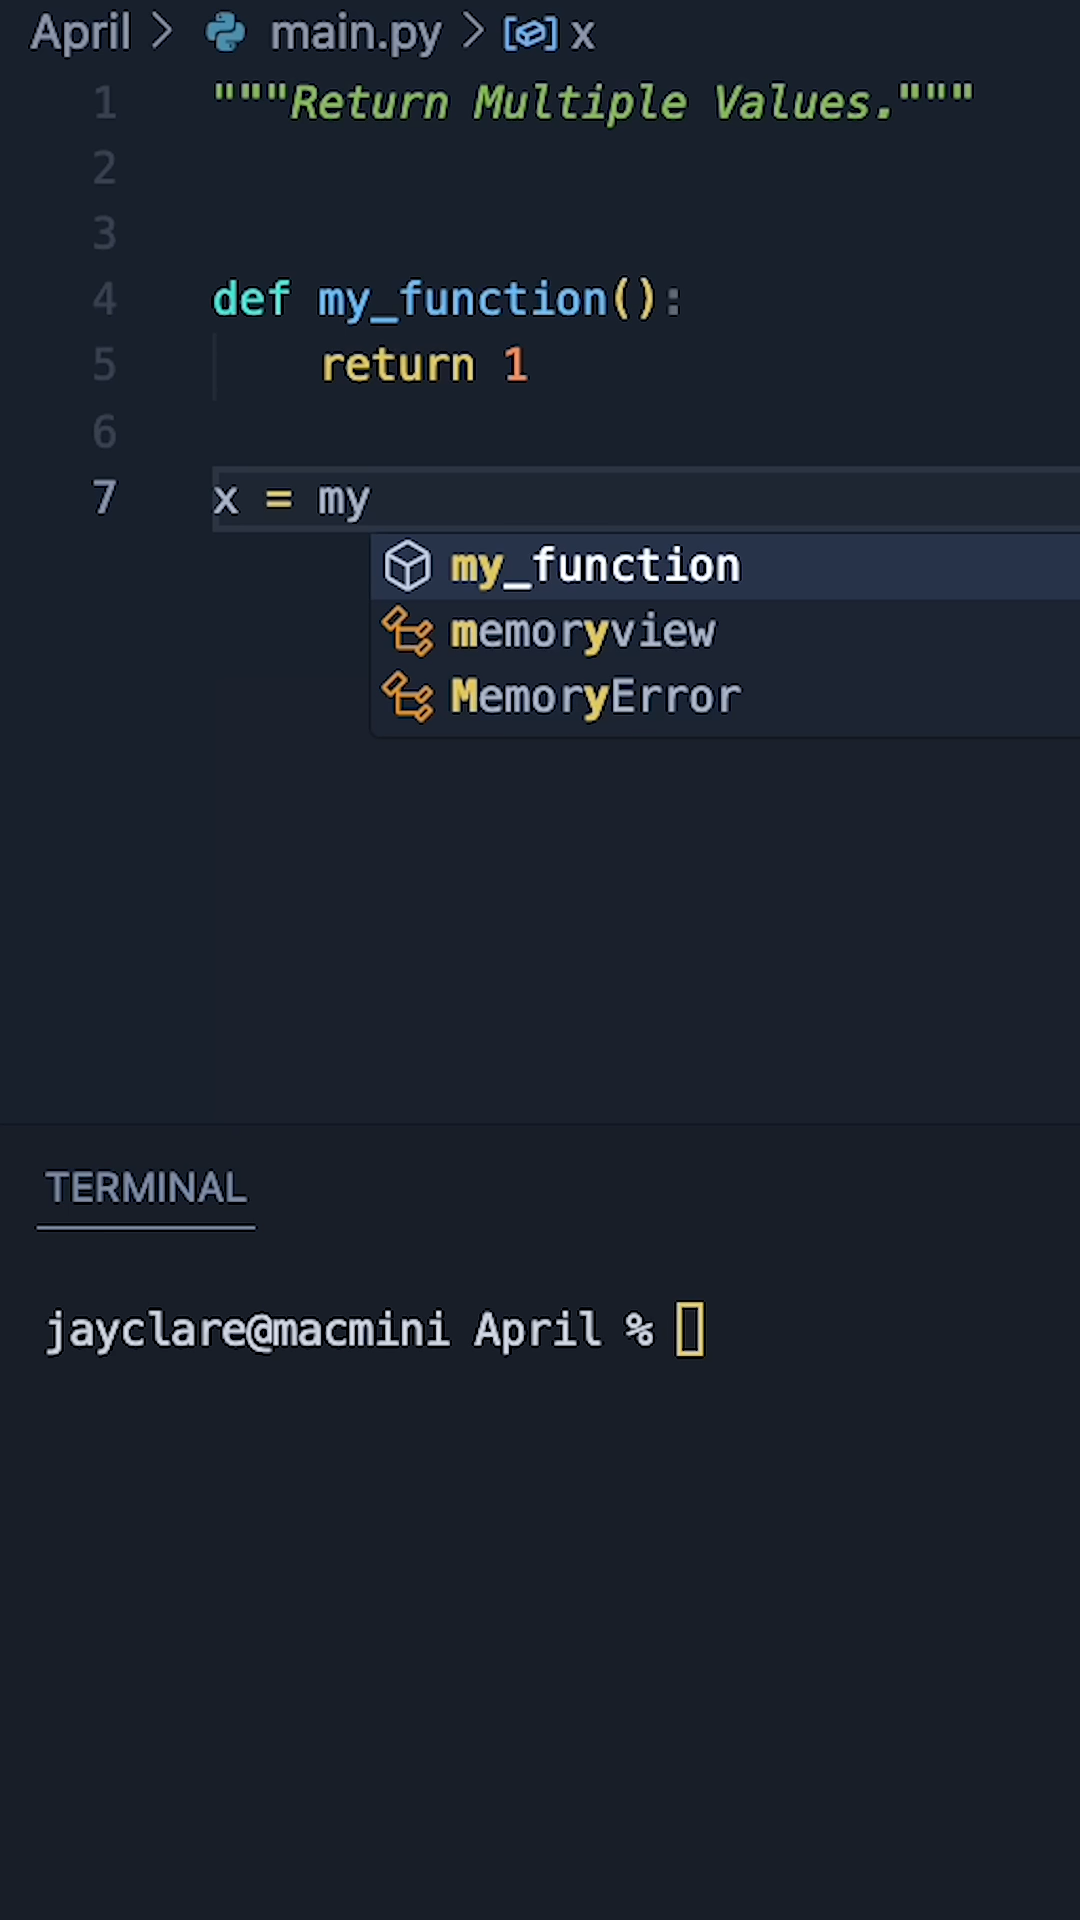 April > main.py > x
1 """Return Multiple Values."""
2
3
4 def my_function():
5     return 1
6
7 x = my
my_function
memoryview
MemoryError
TERMINAL
jayclare@macmini April %